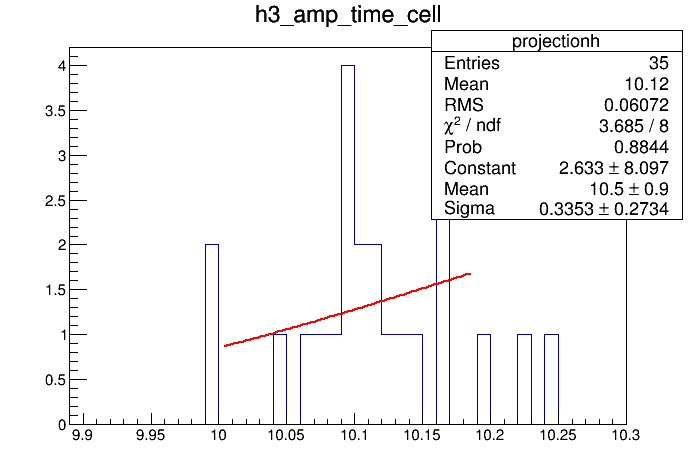 h3_amp_time_cell
projectionh
Entries 35
Mean 10.12
RMS 0.06072
χ² / ndf 3.685 / 8
Prob 0.8844
Constant 2.633 ± 8.097
Mean 10.5 ± 0.9
Sigma 0.3353 ± 0.2734
4
3.5
3
2.5
2
1.5
1
0.5
0
9.9 9.95 10 10.05 10.1 10.15 10.2 10.25 10.3